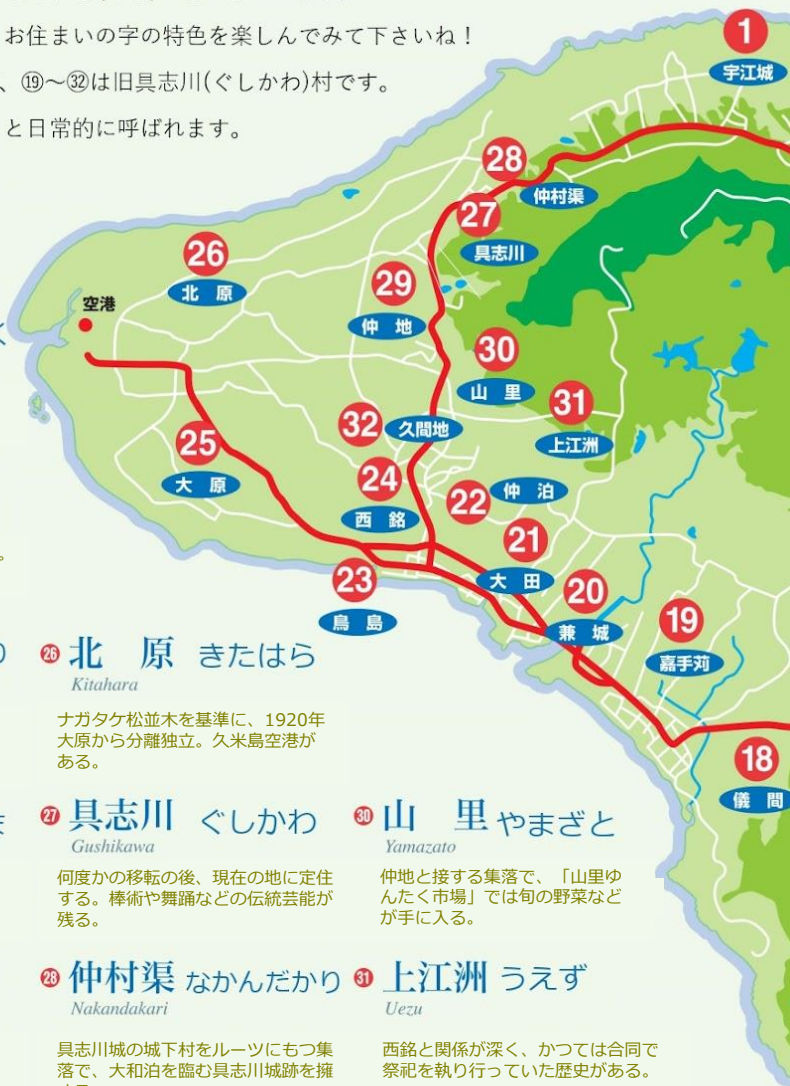 お住まいの字の特色を楽しんでみて下さいね！
、⑲～㉜は旧具志川(ぐしかわ)村です。
と日常的に呼ばれます。
1
宇江城
28
仲村渠
27
具志川
26
北原
空港
29
仲地
30
山里
31
上江洲
32
久間地
25
大原
24
西銘
22
仲泊
21
大田
23
鳥島
20
兼城
19
嘉手苅
18
儀間
㉖ 北原 きたはら
Kitahara
ナガタケ松並木を基準に、1920年
大原から分離独立。久米島空港が
ある。
㉗ 具志川 ぐしかわ
Gushikawa
何度かの移転の後、現在の地に定住
する。棒術や舞踊などの伝統芸能が
残る。
㉘ 仲村渠 なかんだかり
Nakandakari
具志川城の城下村をルーツにもつ集
落で、大和泊を臨む具志川城跡を擁
㉚ 山里 やまざと
Yamazato
仲地と接する集落で、「山里ゆ
んたく市場」では旬の野菜など
が手に入る。
㉛ 上江洲 うえず
Uezu
西銘と関係が深く、かつては合同で
祭祀を執り行っていた歴史がある。